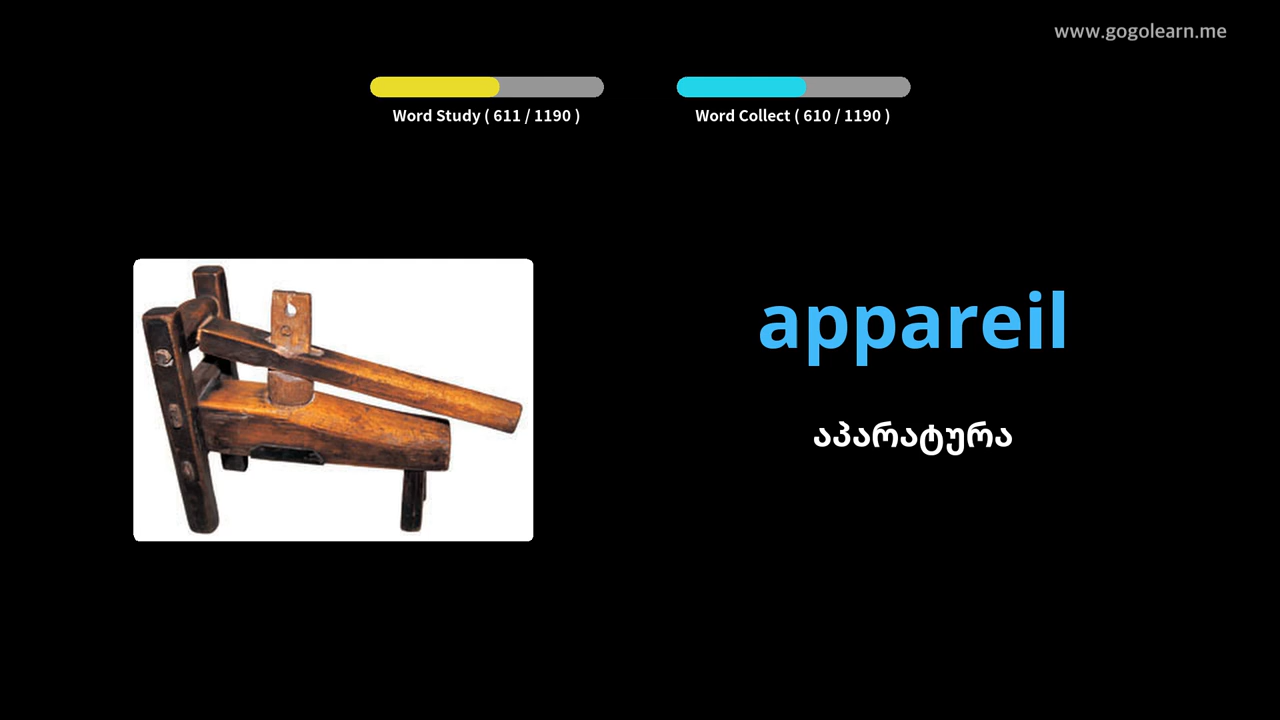 www.gogolearn.me
Word Study ( 611 / 1190 )
Word Collect ( 610 / 1190 )
appareil
აპარატურა